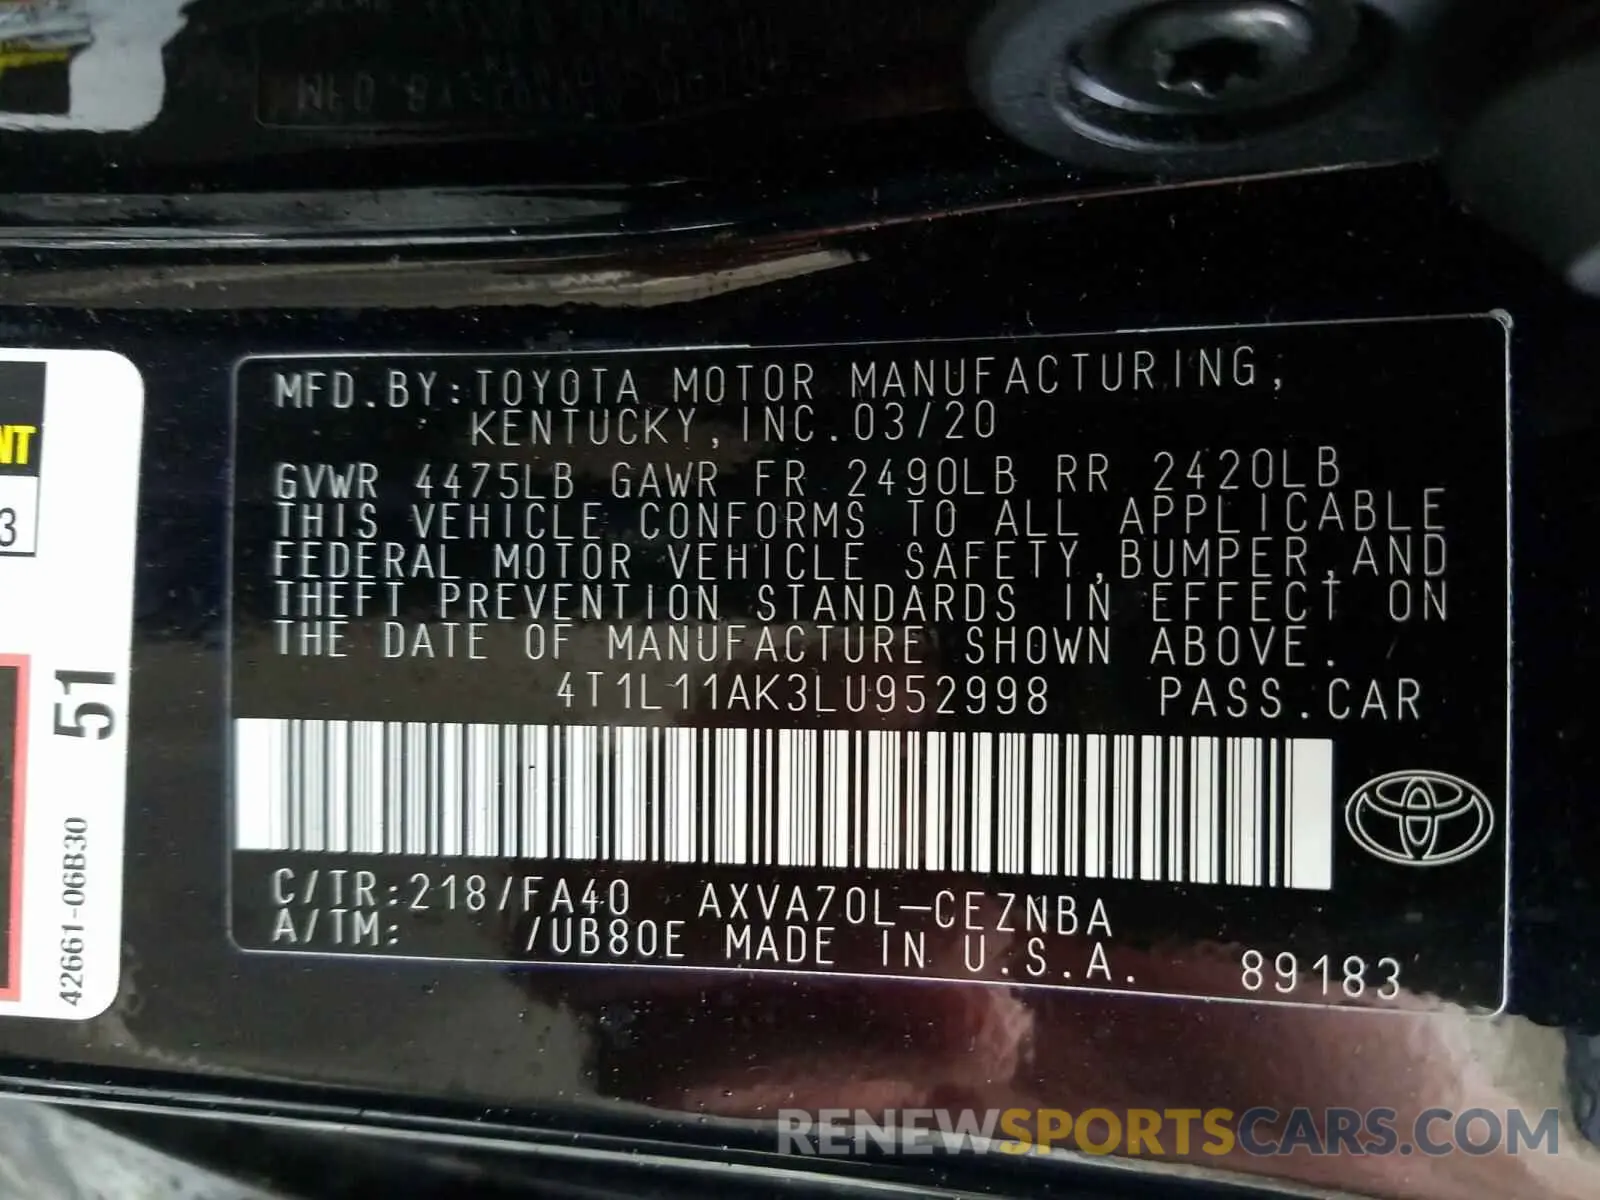 MFD. BY: TOYOTA MOTOR MANUFACTURING,
KENTUCKY, INC. 03/20
GVWR 4475LB GAWR FR 2490LB RR 2420LB
THIS VEHICLE CONFORMS TO ALL APPLICABLE
FEDERAL MOTOR VEHICLE SAFETY, BUMPER, AND
THEFT PREVENTION STANDARDS IN EFFECT ON
THE DATE OF MANUFACTURE SHOWN ABOVE.
4T1L11AK3LU952998 PASS. CAR
C/TR: 218/FA40 AXVA70L-CEZNBA
A/TM: /UB80E MADE IN U.S.A. 89183
NT
3
51
42661-06B30
RENEWSPORTSCARS.COM